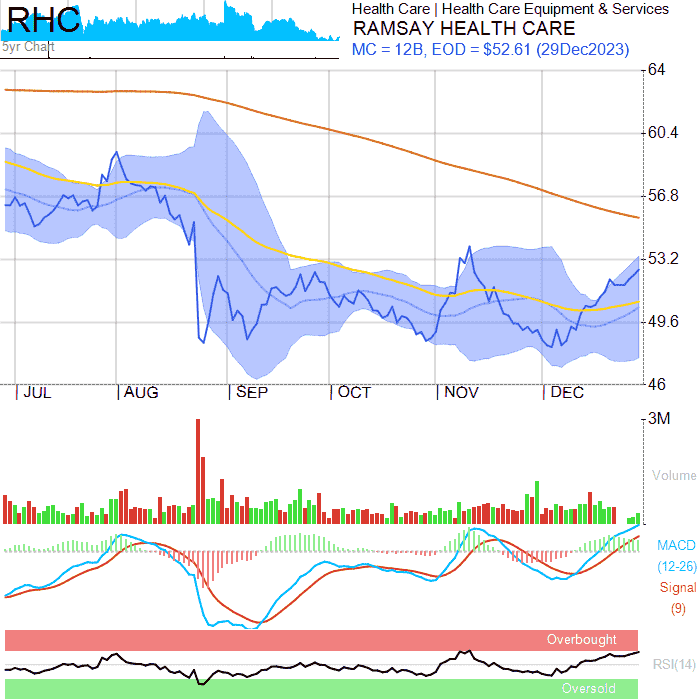 RHC
5yr Chart
Health Care | Health Care Equipment & Services
RAMSAY HEALTH CARE
MC = 12B, EOD = $52.61 (29Dec2023)
64
60.4
56.8
53.2
49.6
46
JUL AUG SEP OCT NOV DEC
3M
Volume
MACD
(12-26)
Signal
(9)
Overbought
RSI(14)
Oversold